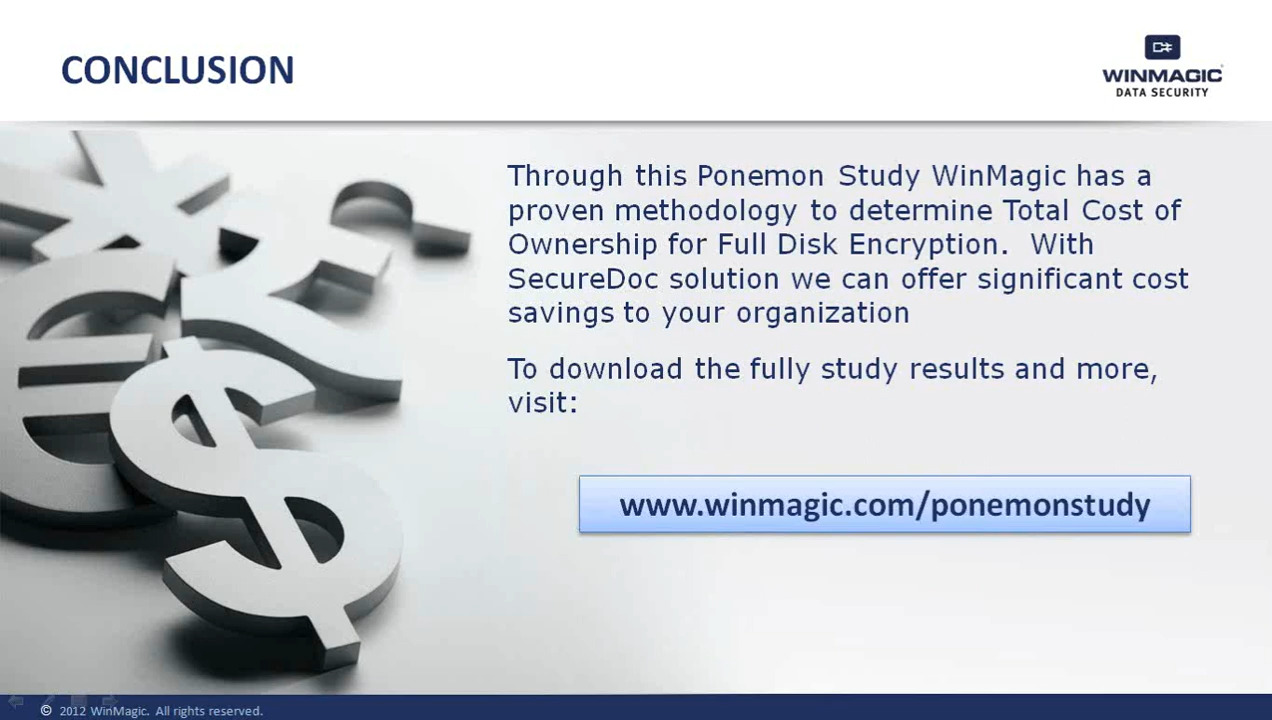 CONCLUSION
WINMAGIC
DATA SECURITY
Through this Ponemon Study WinMagic has a
proven methodology to determine Total Cost of
Ownership for Full Disk Encryption.  With
SecureDoc solution we can offer significant cost
savings to your organization
To download the fully study results and more,
visit:
www.winmagic.com/ponemonstudy
© 2012 WinMagic. All rights reserved.